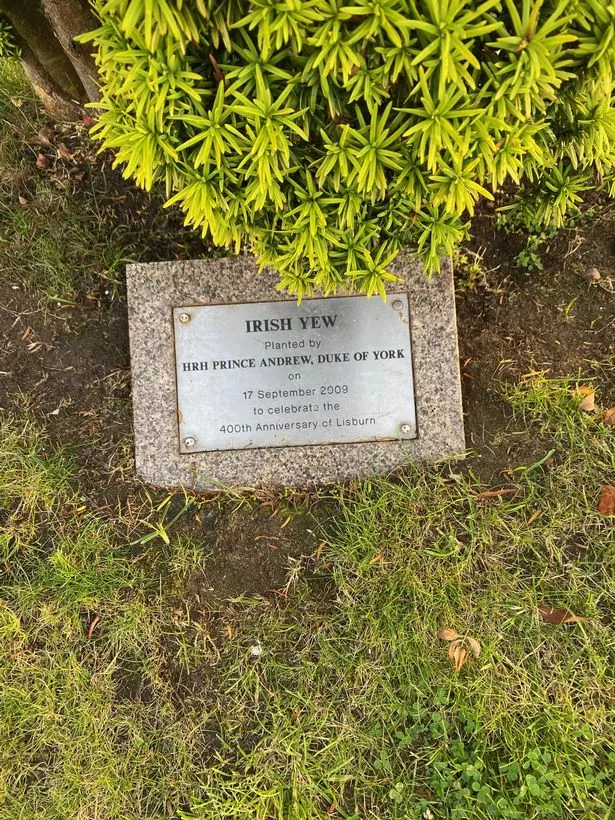 IRISH YEW
Planted by
HRH PRINCE ANDREW, DUKE OF YORK
on
17 September 2009
to celebrate the
400th Anniversary of Lisburn